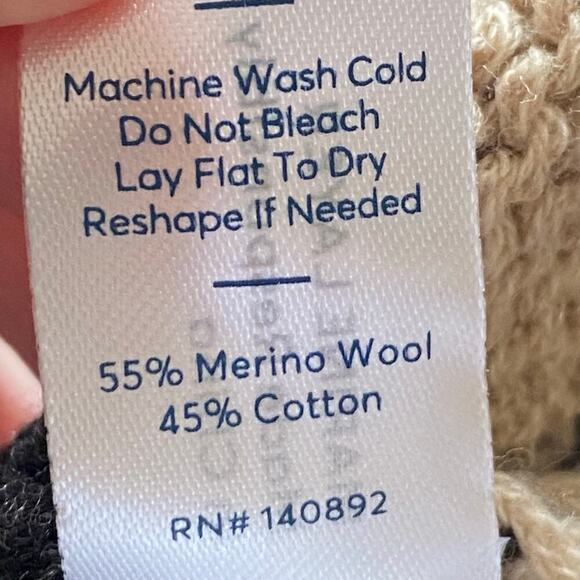 Machine Wash Cold
Do Not Bleach
Lay Flat To Dry
Reshape If Needed
55% Merino Wool
45% Cotton
RN# 140892